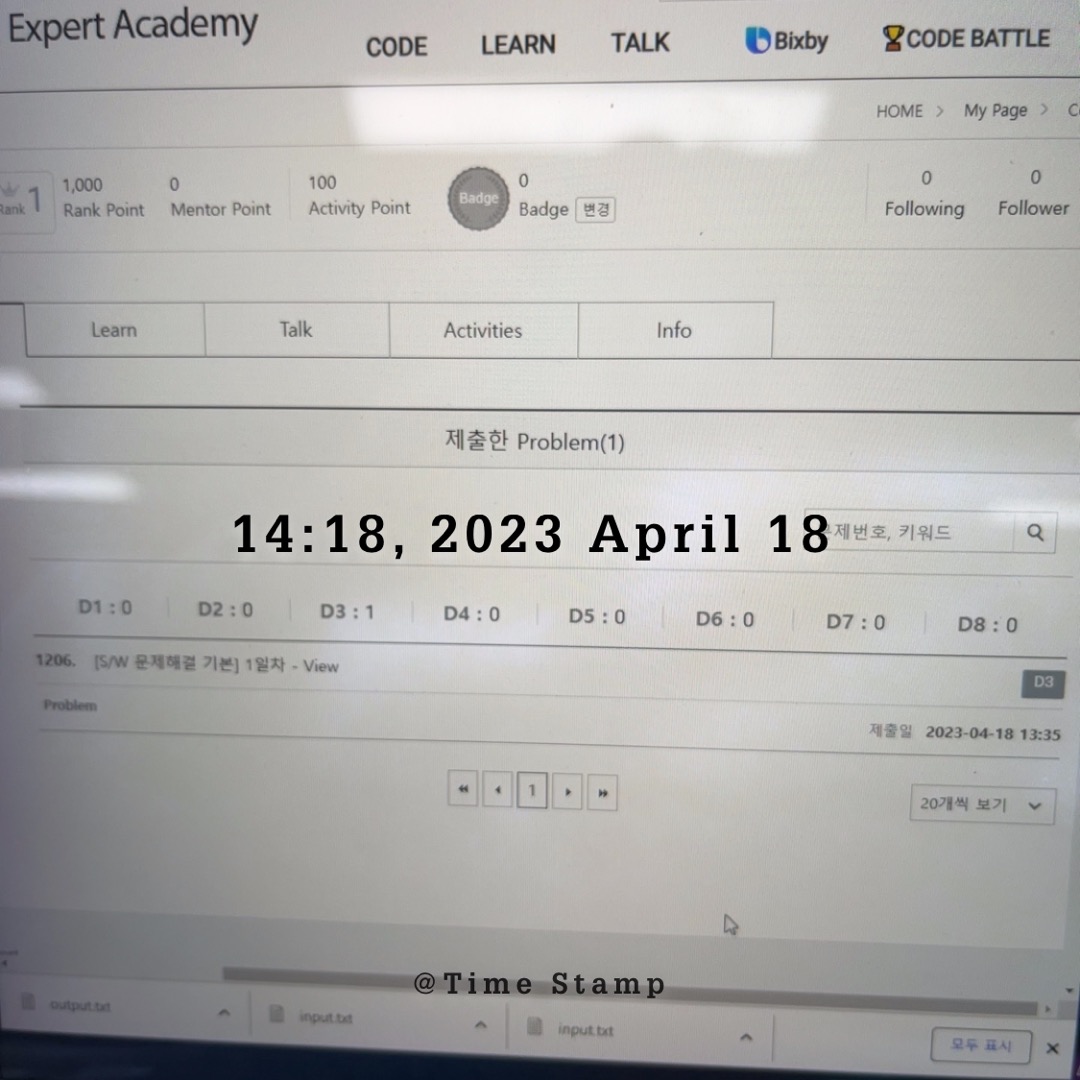 Expert Academy
CODE LEARN TALK Bixby CODE BATTLE
HOME > My Page >
Rank 1
1,000 0 100 0 0 0
Rank Point Mentor Point Activity Point Badge Badge 변경 Following Follower
Learn Talk Activities Info
제출한 Problem(1)
14:18, 2023 April 18
제번호, 키워드
D1 : 0 D2 : 0 D3 : 1 D4 : 0 D5 : 0 D6 : 0 D7 : 0 D8 : 0
1206. [S/W 문제해결 기본] 1일차 - View
D3
Problem
제출일 2023-04-18 13:35
1
20개씩 보기
@Time Stamp
output.txt input.txt input.txt
모두 표시